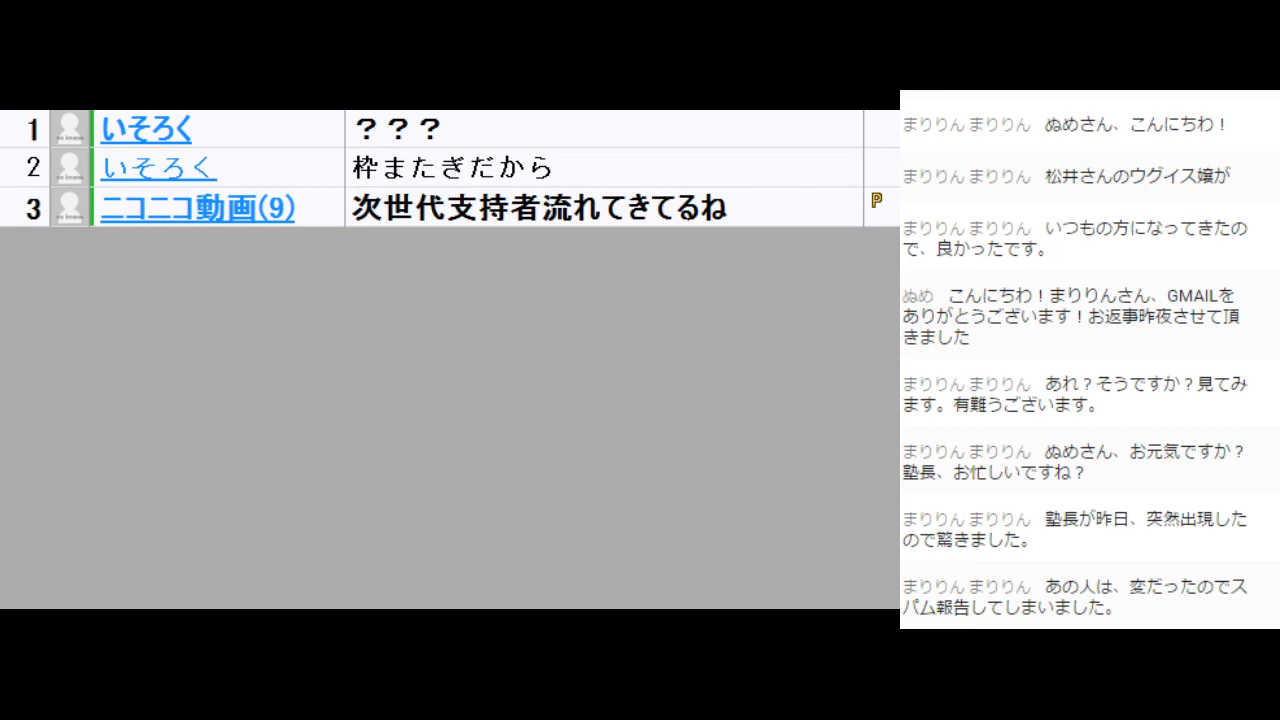 1 いそろく ？？？
2 いそろく 枠またぎだから
3 ニコニコ動画(9) 次世代支持者流れてきてるね P
まりりん まりりん ぬめさん、こんにちわ！
まりりん まりりん 松井さんのウグイス嬢が
まりりん まりりん いつもの方になってきたの
で、良かったです。
ぬめ こんにちわ！まりりんさん、GMAILを
ありがとうございます！お返事昨夜させて頂
きました
まりりん まりりん あれ？そうですか？見てみ
ます。有難うございます。
まりりん まりりん ぬめさん、お元気ですか？
塾長、お忙しいですね？
まりりん まりりん 塾長が昨日、突然出現した
ので驚きました。
まりりん まりりん あの人は、変だったのでス
パム報告してしまいました。